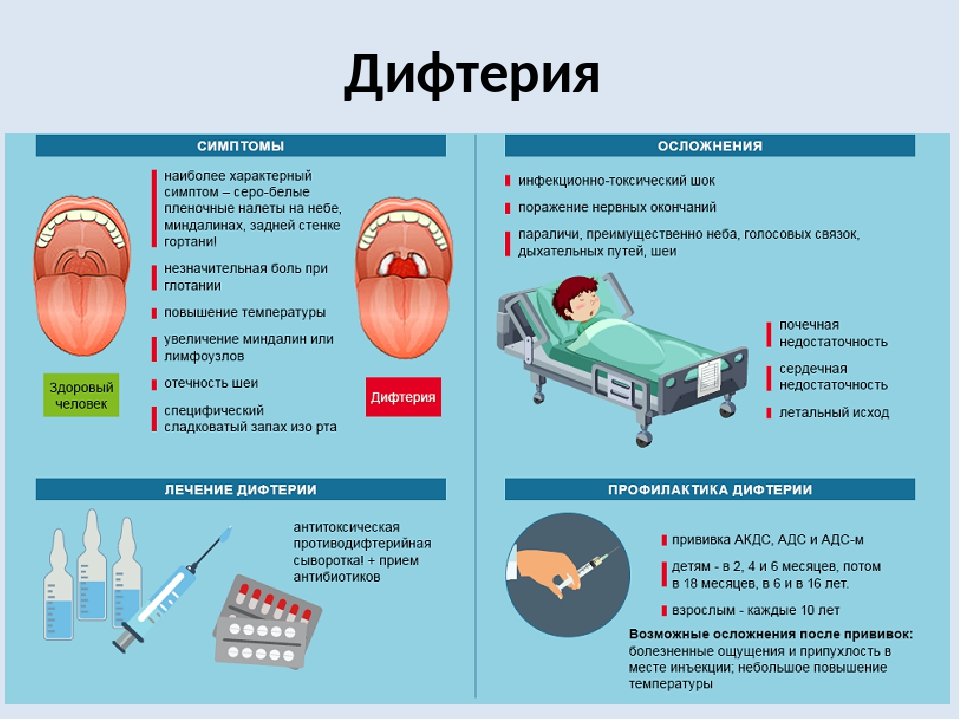 Дифтерия
СИМПТОМЫ
наиболее характерный
симптом – серо-белые
пленочные налеты на небе,
миндалинах, задней стенке
гортани!
незначительная боль при
глотании
повышение температуры
увеличение миндалин или
лимфоузлов
отечность шеи
специфический
сладковатый запах изо рта
Здоровый
человек
Дифтерия
ОСЛОЖНЕНИЯ
инфекционно-токсический шок
поражение нервных окончаний
параличи, преимущественно неба, голосовых связок,
дыхательных путей, шеи
почечная
недостаточность
сердечная
недостаточность
летальный исход
ЛЕЧЕНИЕ ДИФТЕРИИ
антитоксическая
противодифтерийная
сыворотка! + прием
антибиотиков
ПРОФИЛАКТИКА ДИФТЕРИИ
прививка АКДС, АДС и АДС-м
детям - в 2, 4 и 6 месяцев, потом
в 18 месяцев, в 6 и в 16 лет.
взрослым - каждые 10 лет
Возможные осложнения после прививок:
болезненные ощущения и припухлость в
месте инъекции; небольшое повышение
температуры